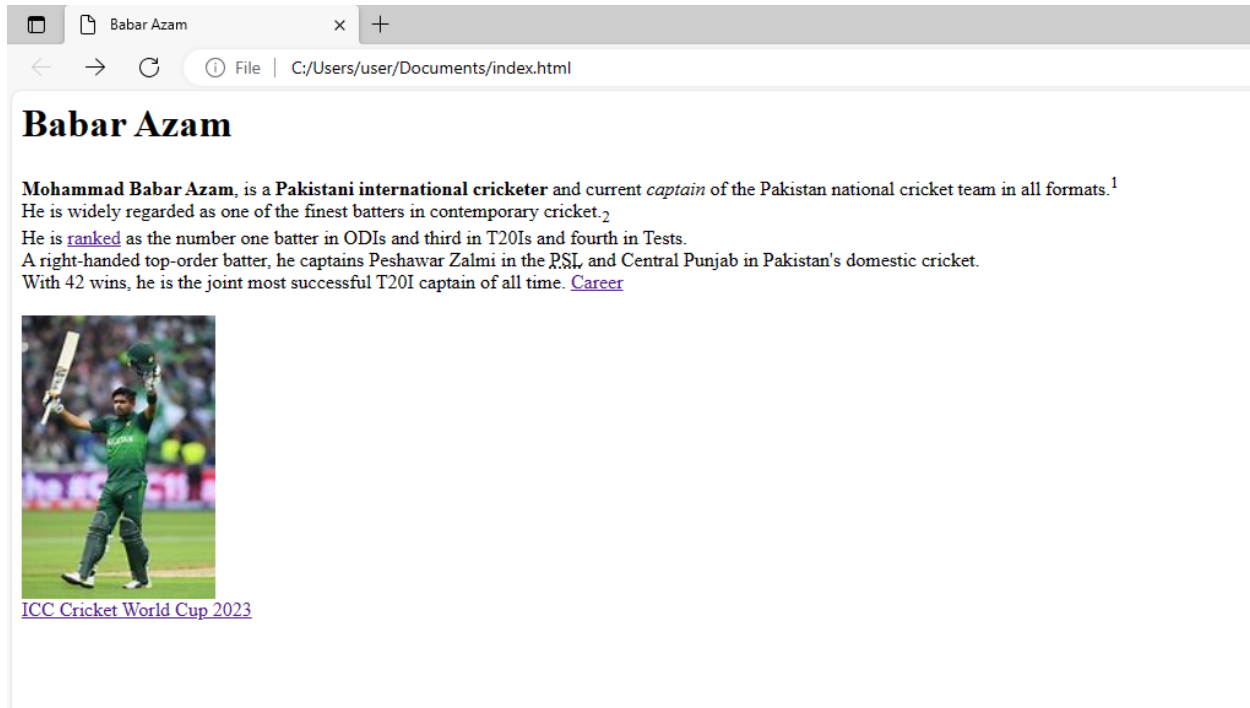 Babar Azam
File | C:/Users/user/Documents/index.html
Babar Azam
Mohammad Babar Azam, is a Pakistani international cricketer and current captain of the Pakistan national cricket team in all formats.1
He is widely regarded as one of the finest batters in contemporary cricket.2
He is ranked as the number one batter in ODIs and third in T20Is and fourth in Tests.
A right-handed top-order batter, he captains Peshawar Zalmi in the PSL and Central Punjab in Pakistan's domestic cricket.
With 42 wins, he is the joint most successful T20I captain of all time. Career
ICC Cricket World Cup 2023